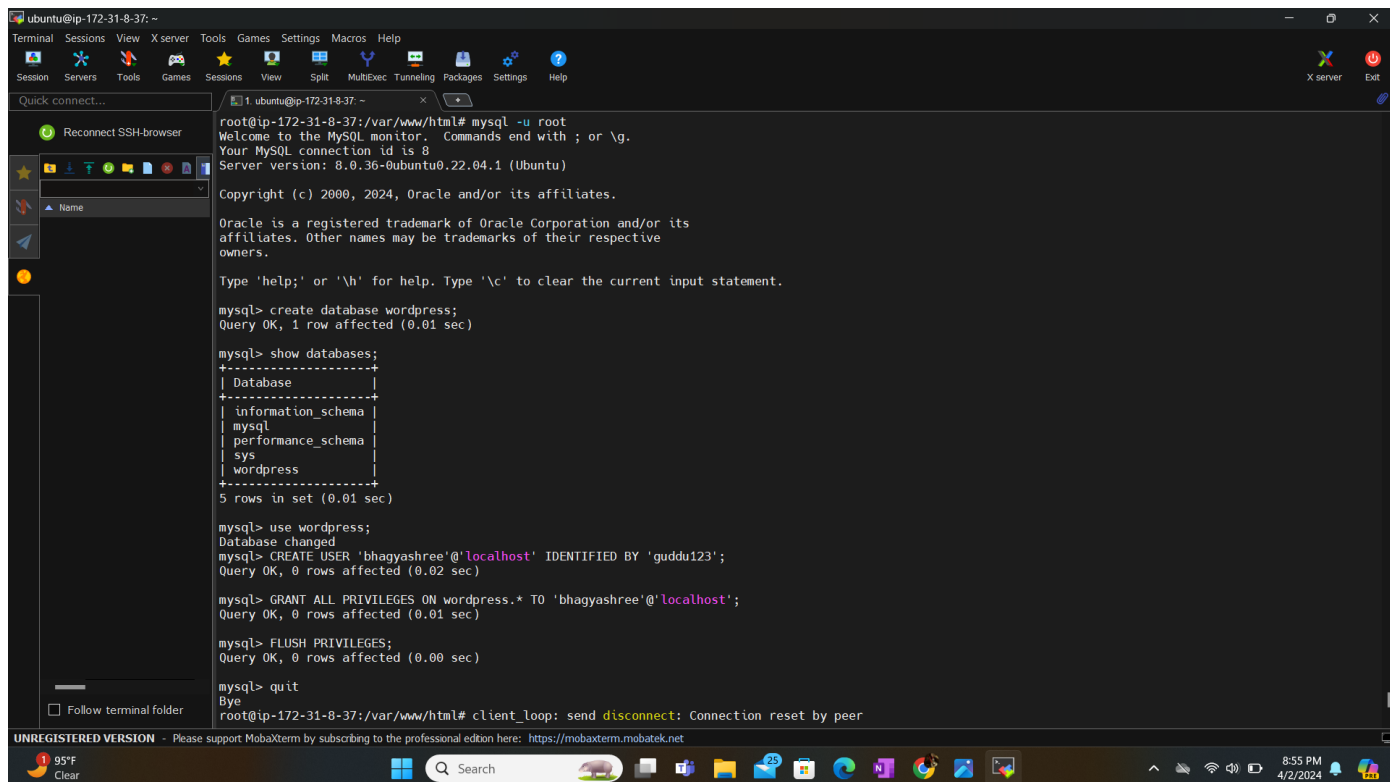 ubuntu@ip-172-31-8-37: ~
Terminal Sessions View X server Tools Games Settings Macros Help
Session Servers Tools Games Sessions View Split MultiExec Tunneling Packages Settings Help X server Exit
Quick connect...
1. ubuntu@ip-172-31-8-37: ~
Reconnect SSH-browser
Name
root@ip-172-31-8-37:/var/www/html# mysql -u root
Welcome to the MySQL monitor.  Commands end with ; or \g.
Your MySQL connection id is 8
Server version: 8.0.36-0ubuntu0.22.04.1 (Ubuntu)
Copyright (c) 2000, 2024, Oracle and/or its affiliates.
Oracle is a registered trademark of Oracle Corporation and/or its
affiliates. Other names may be trademarks of their respective
owners.
Type 'help;' or '\h' for help. Type '\c' to clear the current input statement.
mysql> create database wordpress;
Query OK, 1 row affected (0.01 sec)
mysql> show databases;
+--------------------+
| Database           |
+--------------------+
| information_schema |
| mysql              |
| performance_schema |
| sys                |
| wordpress          |
+--------------------+
5 rows in set (0.01 sec)
mysql> use wordpress;
Database changed
mysql> CREATE USER 'bhagyashree'@'localhost' IDENTIFIED BY 'guddu123';
Query OK, 0 rows affected (0.02 sec)
mysql> GRANT ALL PRIVILEGES ON wordpress.* TO 'bhagyashree'@'localhost';
Query OK, 0 rows affected (0.01 sec)
mysql> FLUSH PRIVILEGES;
Query OK, 0 rows affected (0.00 sec)
mysql> quit
Bye
root@ip-172-31-8-37:/var/www/html# client_loop: send disconnect: Connection reset by peer
Follow terminal folder
UNREGISTERED VERSION - Please support MobaXterm by subscribing to the professional edition here: https://mobaxterm.mobatek.net
1
95°F
Clear
Search
25
8:55 PM
4/2/2024
PRE